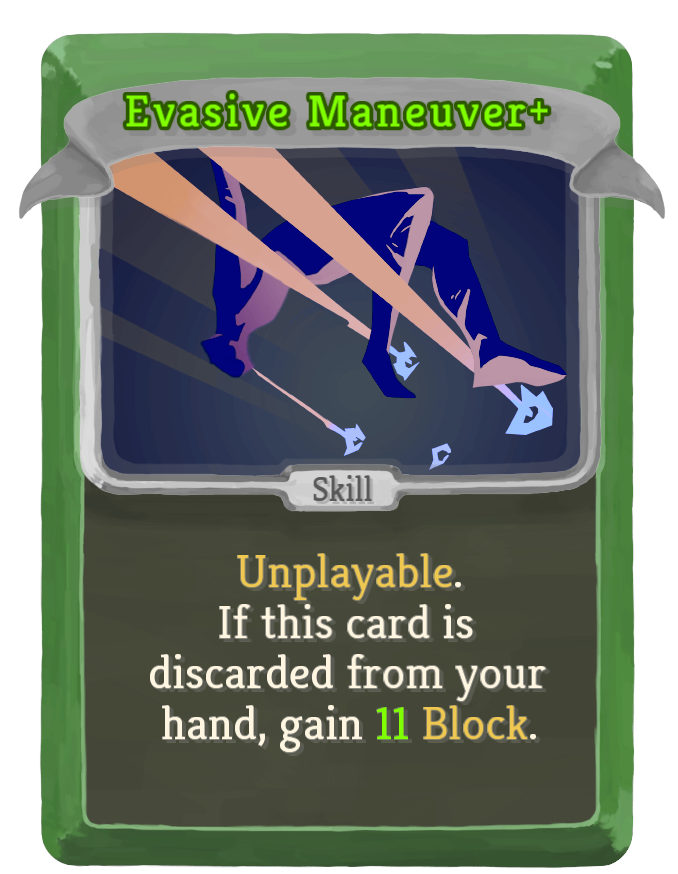 Evasive Maneuver+
Skill
Unplayable.
If this card is
discarded from your
hand, gain 11 Block.